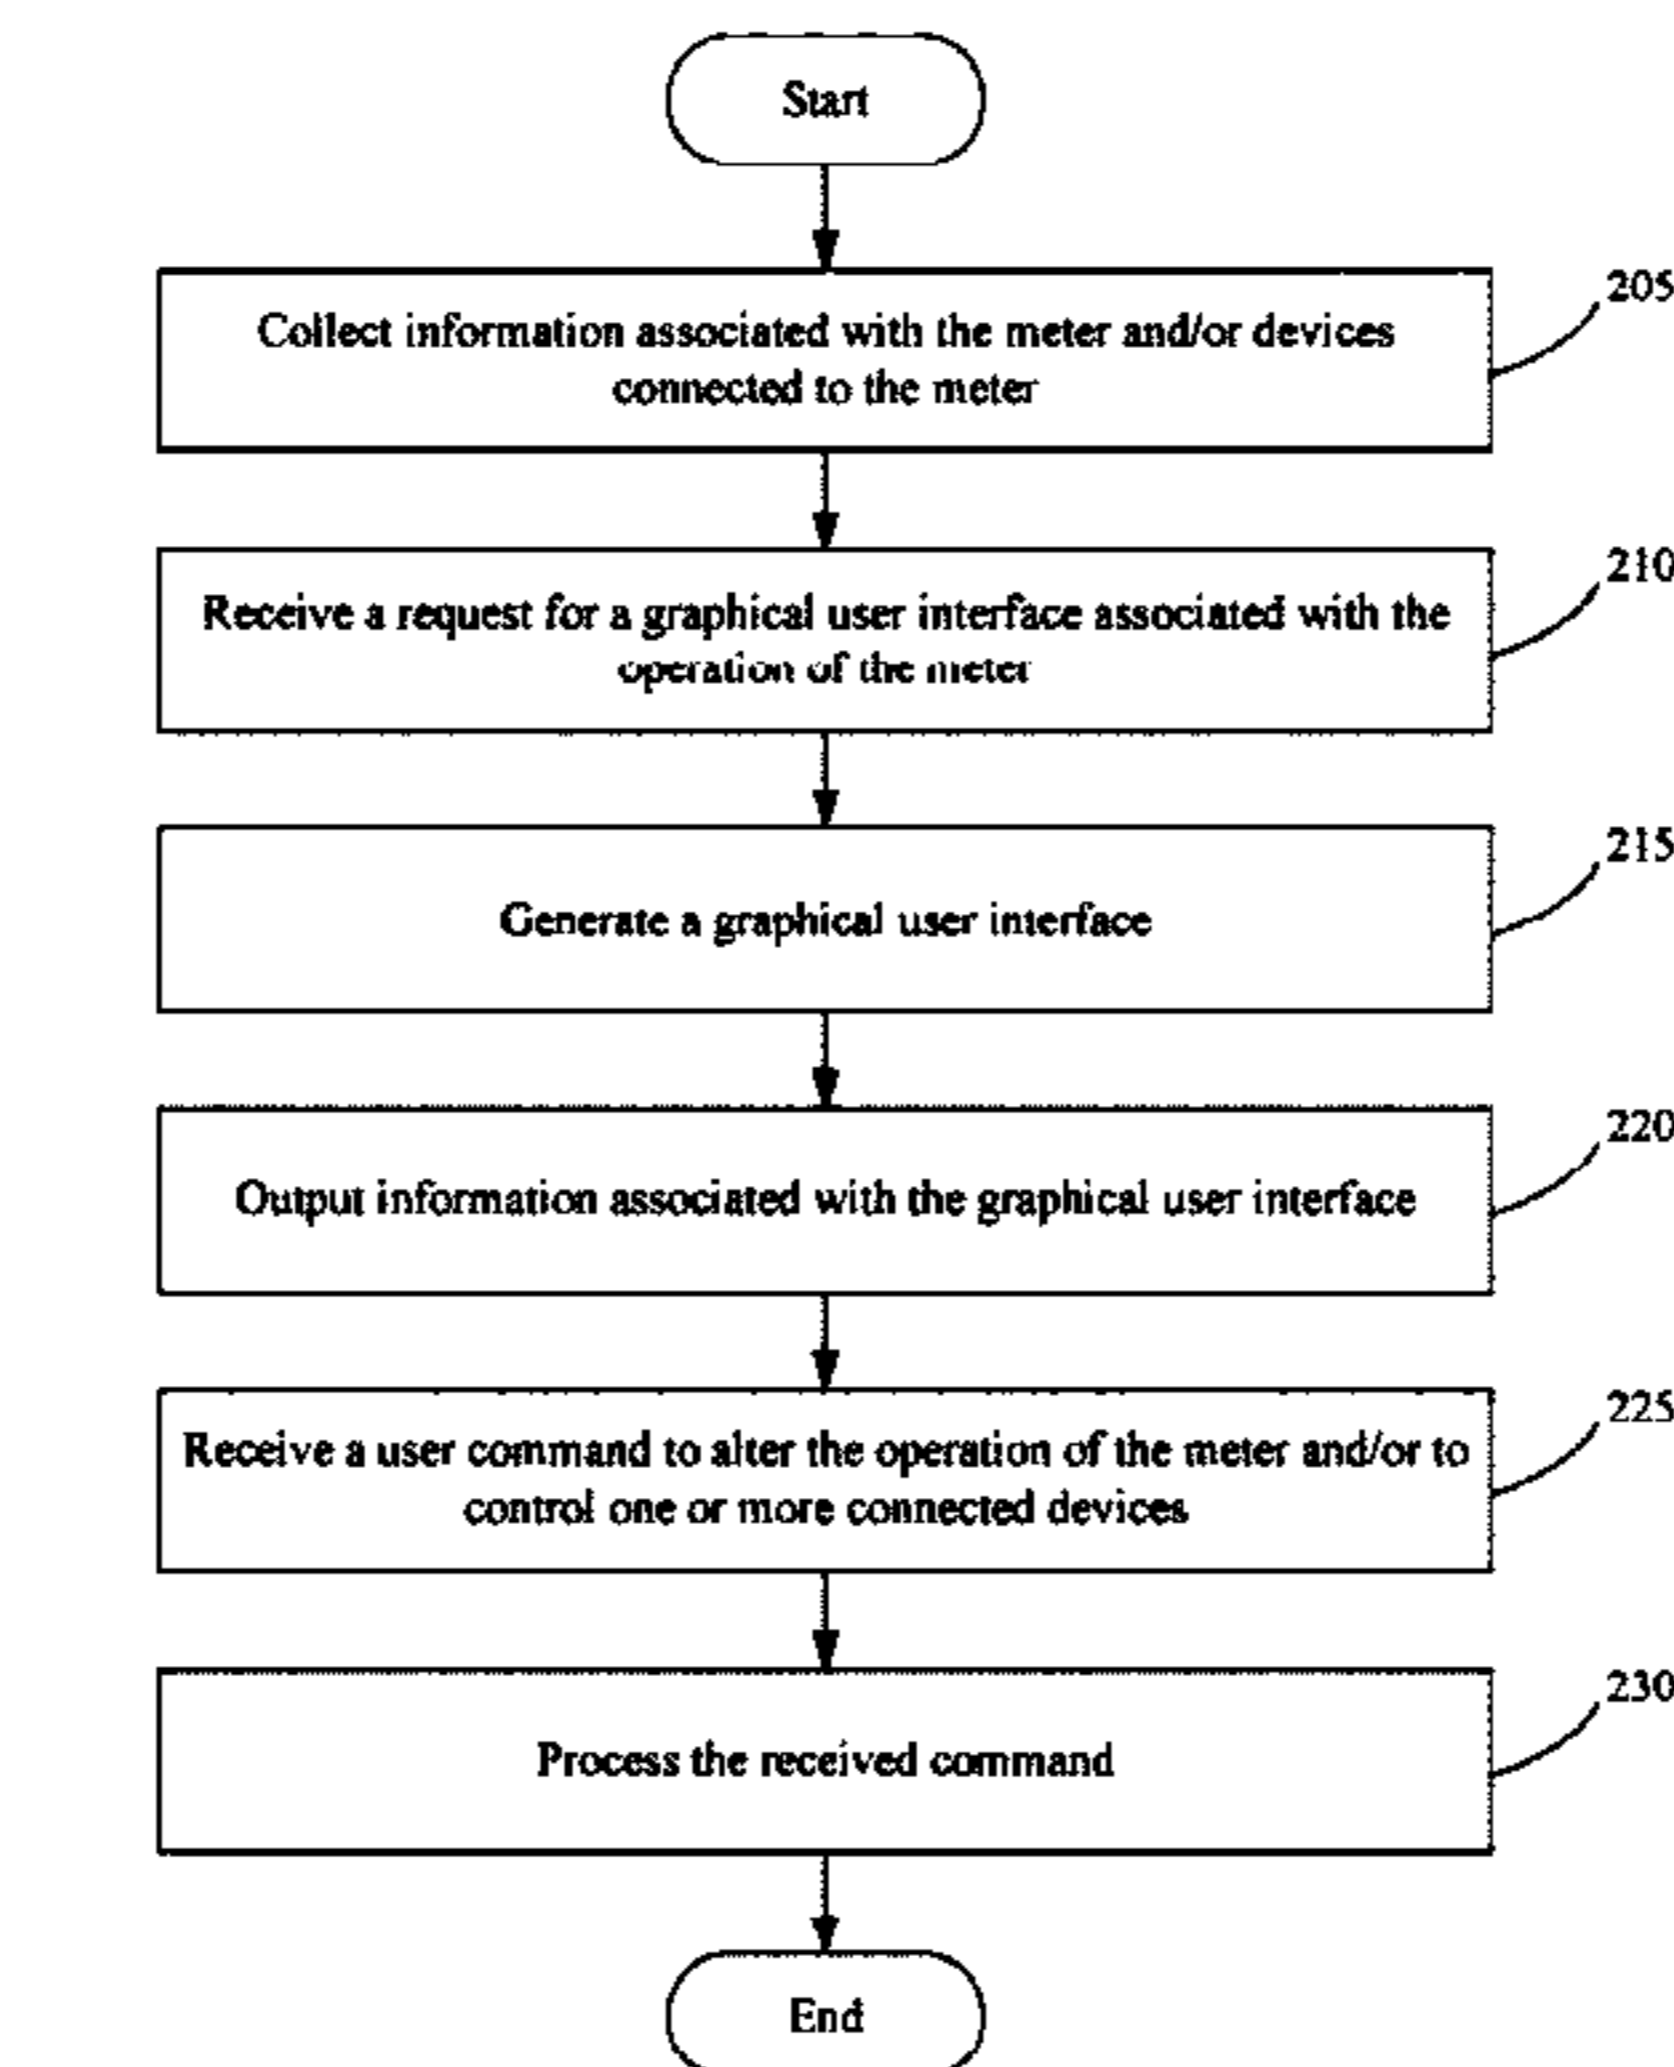 Start
Collect information associated with the meter and/or devices
connected to the meter
205
Receive a request for a graphical user interface associated with the
operation of the meter
210
Generate a graphical user interface
215
Output information associated with the graphical user interface
220
Receive a user command to alter the operation of the meter and/or to
control one or more connected devices
225
Process the received command
230
End